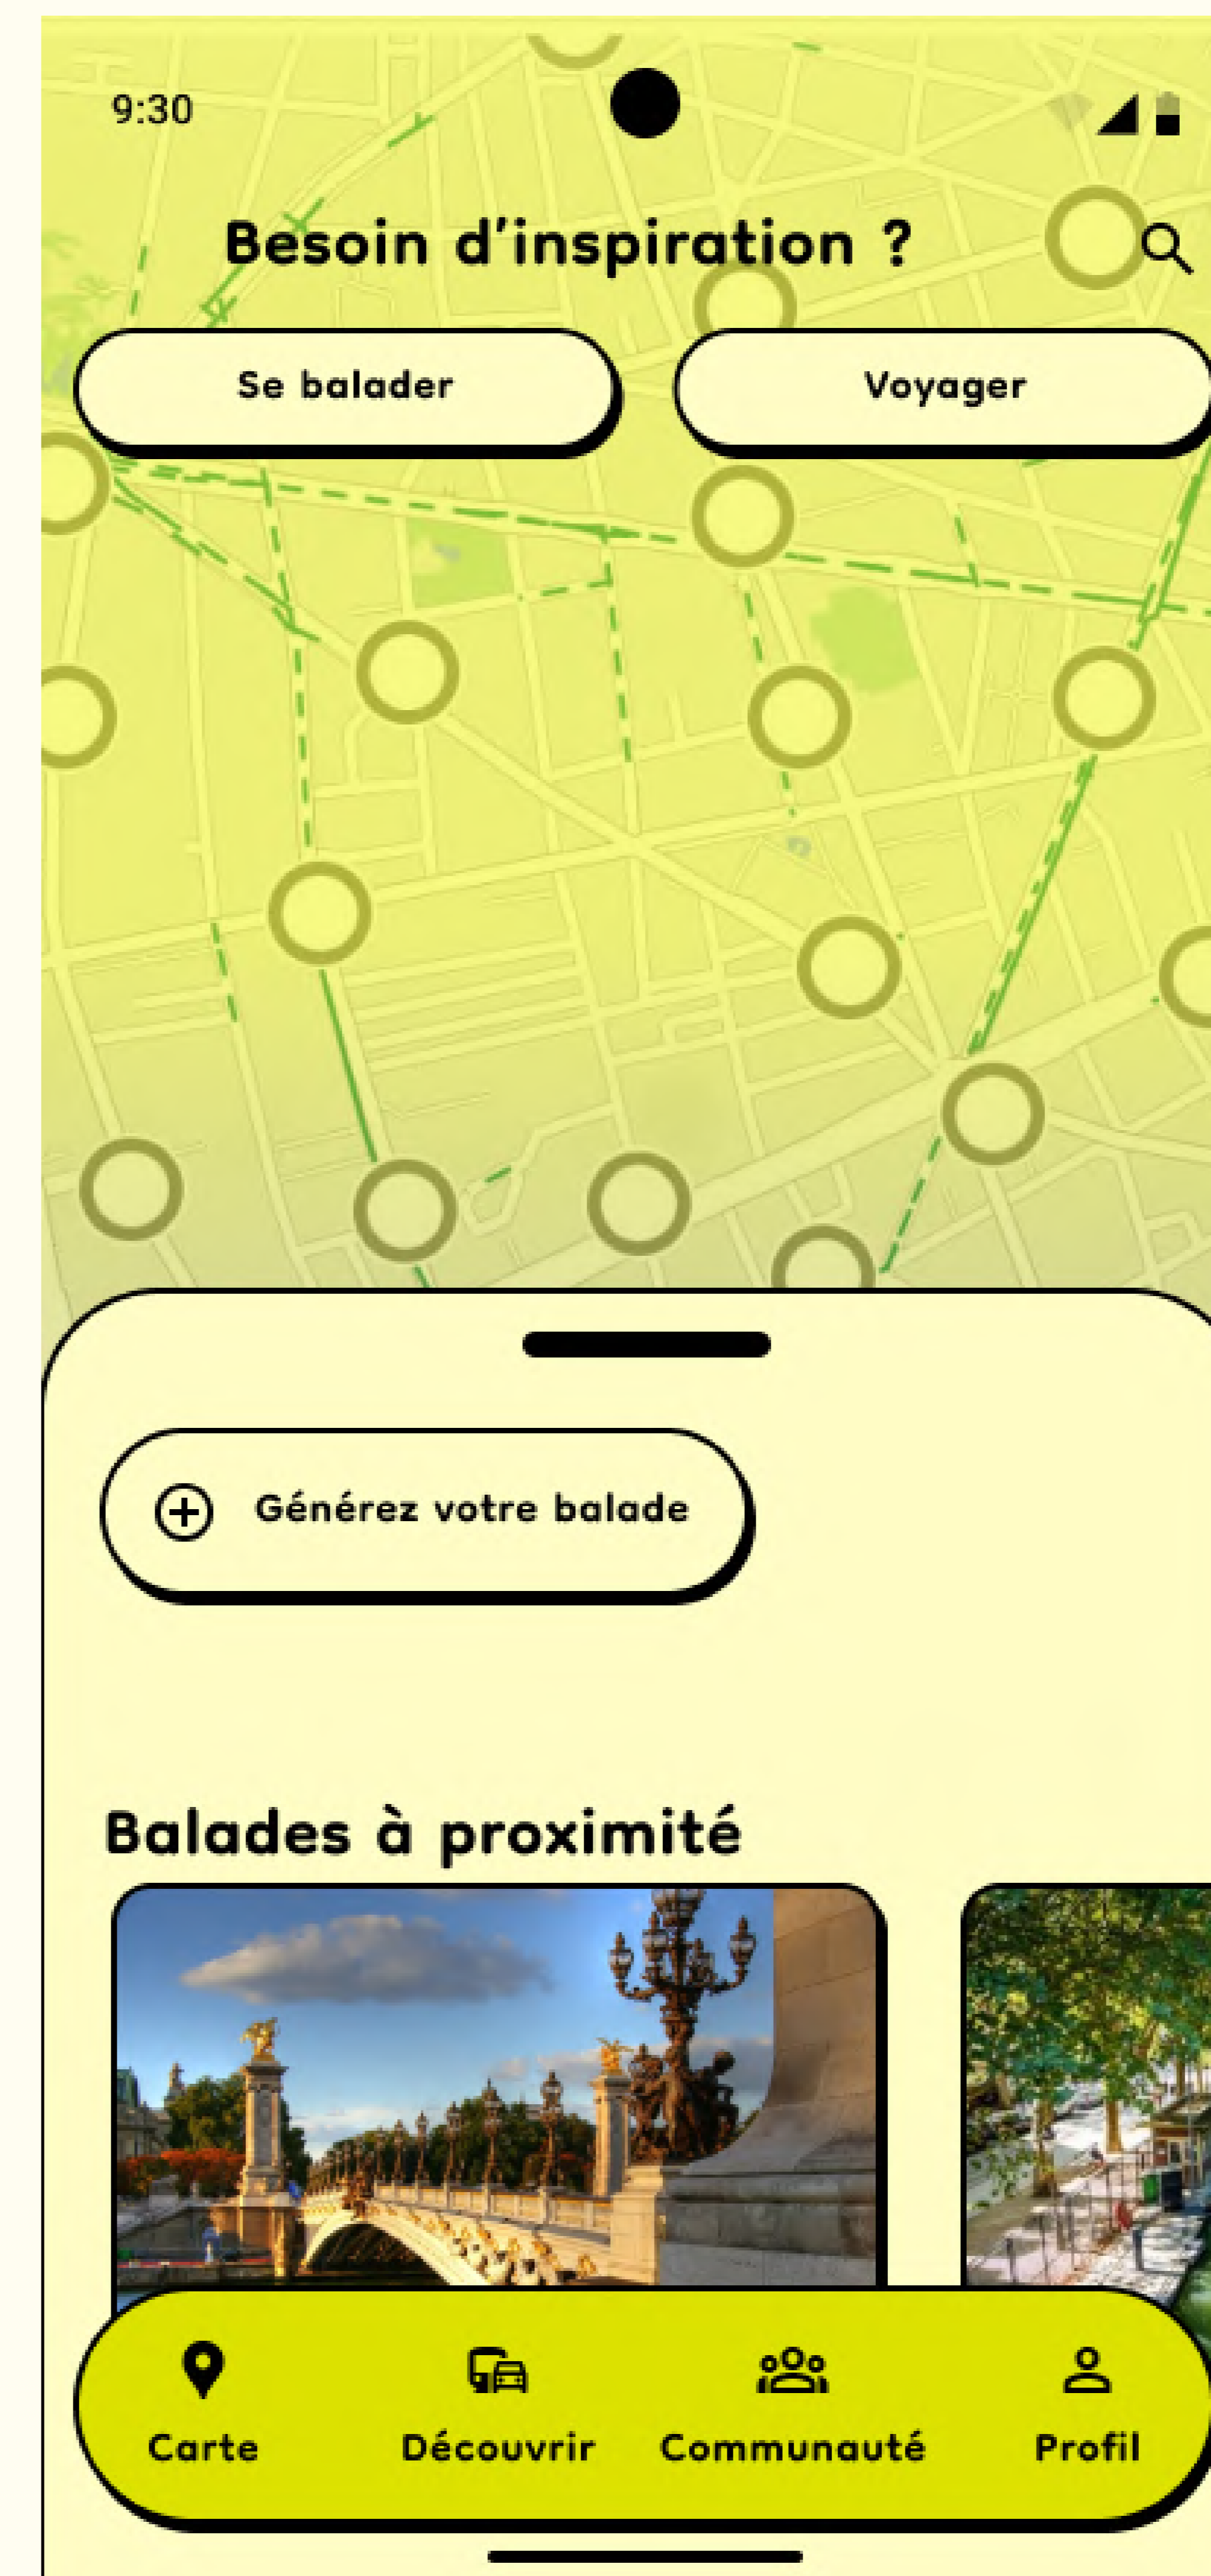 9:30
Besoin d'inspiration ?
Se balader
Voyager
Générez votre balade
Balades à proximité
Carte
Découvrir
Communauté
Profil